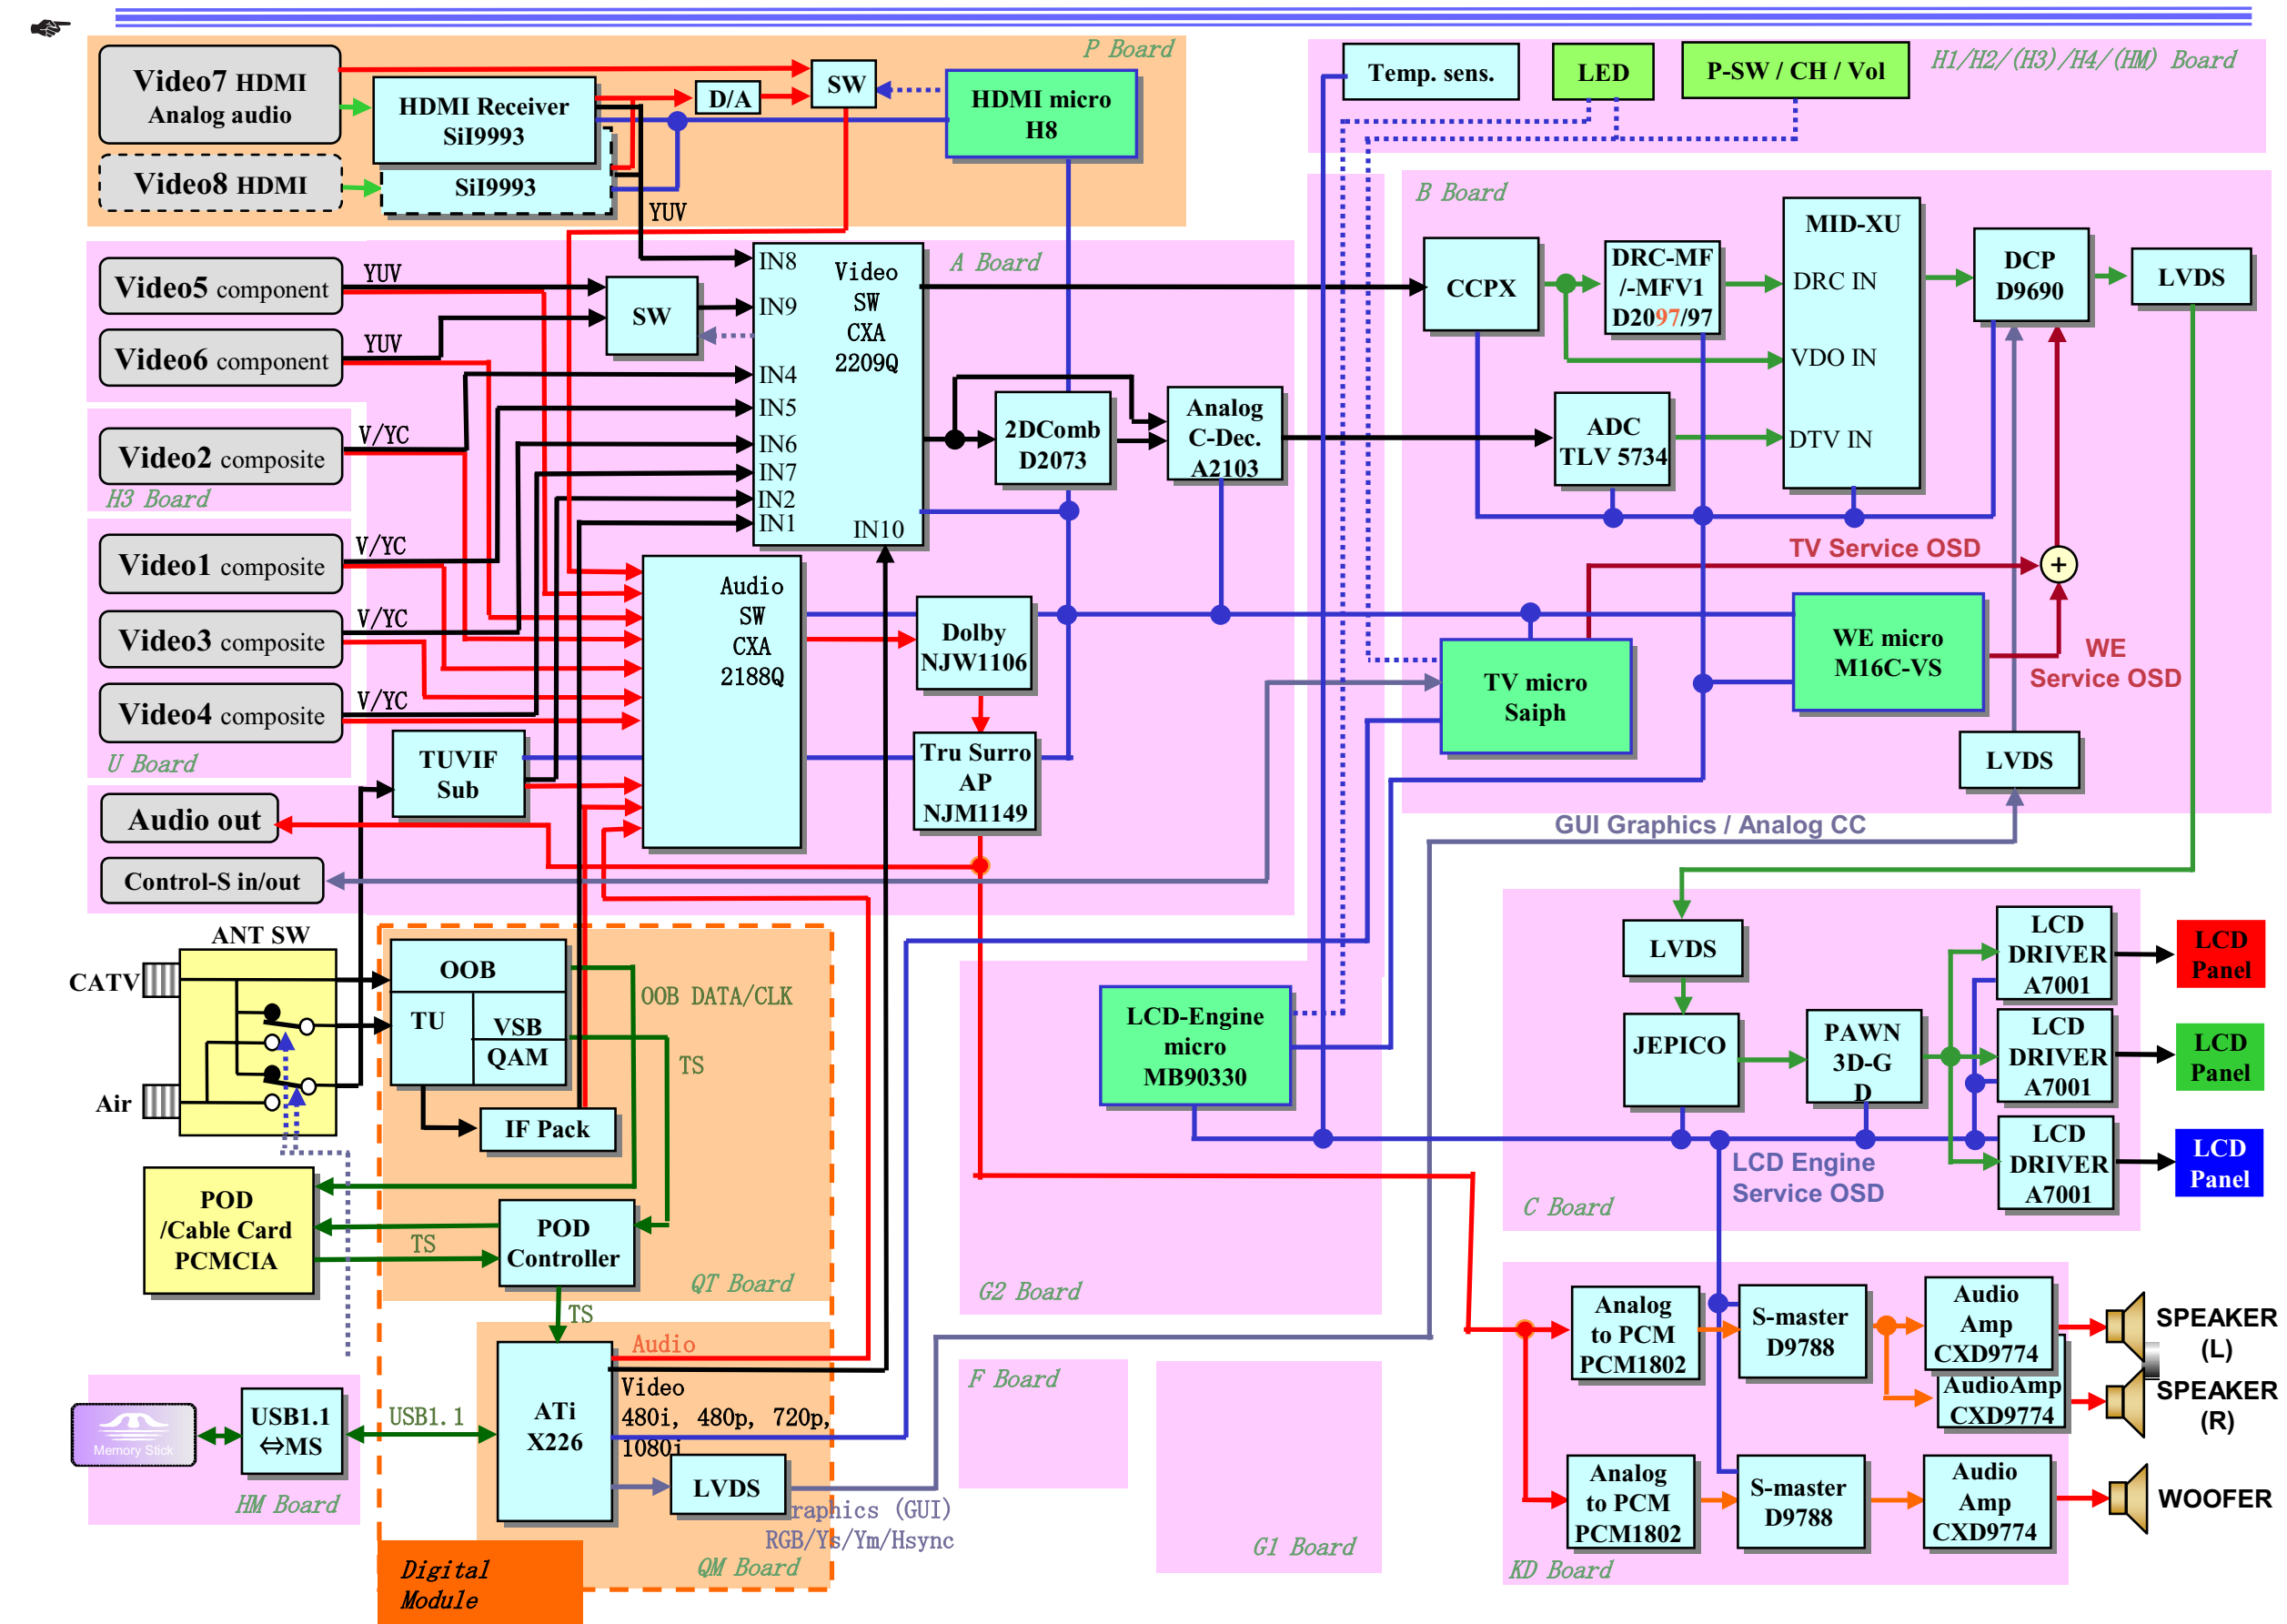 P Board
Video7 HDMI
Analog audio
HDMI Receiver
SiI9993
D/A
SW
HDMI micro
H8
Video8 HDMI
SiI9993
YUV
Temp. sens.
LED
P-SW / CH / Vol
H1/H2/(H3)/H4/(HM) Board
A Board
Video5 component
YUV
Video6 component
YUV
SW
IN8
IN9
IN4
IN5
IN6
IN7
IN2
IN1
IN10
Video
SW
CXA
2209Q
Video2 composite
V/YC
H3 Board
Video1 composite
V/YC
Video3 composite
V/YC
Video4 composite
V/YC
U Board
2DComb
D2073
Analog
C-Dec.
A2103
Audio
SW
CXA
2188Q
Dolby
NJW1106
Tru Surro
AP
NJM1149
TUVIF
Sub
Audio out
Control-S in/out
B Board
CCPX
DRC-MF
/-MFV1
D2097/97
MID-XU
DRC IN
VDO IN
DTV IN
DCP
D9690
LVDS
ADC
TLV 5734
TV Service OSD
+
WE micro
M16C-VS
WE
Service OSD
TV micro
Saiph
LVDS
GUI Graphics / Analog CC
ANT SW
CATV
Air
OOB
TU
VSB
QAM
OOB DATA/CLK
TS
IF Pack
POD
/Cable Card
PCMCIA
TS
POD
Controller
QT Board
TS
LCD-Engine
micro
MB90330
G2 Board
LVDS
JEPICO
PAWN
3D-G
D
LCD
DRIVER
A7001
LCD
DRIVER
A7001
LCD
DRIVER
A7001
LCD
Panel
LCD
Panel
LCD
Panel
LCD Engine
Service OSD
C Board
Memory Stick
USB1.1
⇔MS
USB1.1
HM Board
ATi
X226
Audio
Video
480i, 480p, 720p,
1080i
LVDS
raphics (GUI)
RGB/Ys/Ym/Hsync
QM Board
Digital
Module
F Board
G1 Board
Analog
to PCM
PCM1802
S-master
D9788
Audio
Amp
CXD9774
AudioAmp
CXD9774
SPEAKER
(L)
SPEAKER
(R)
Analog
to PCM
PCM1802
S-master
D9788
Audio
Amp
CXD9774
WOOFER
KD Board